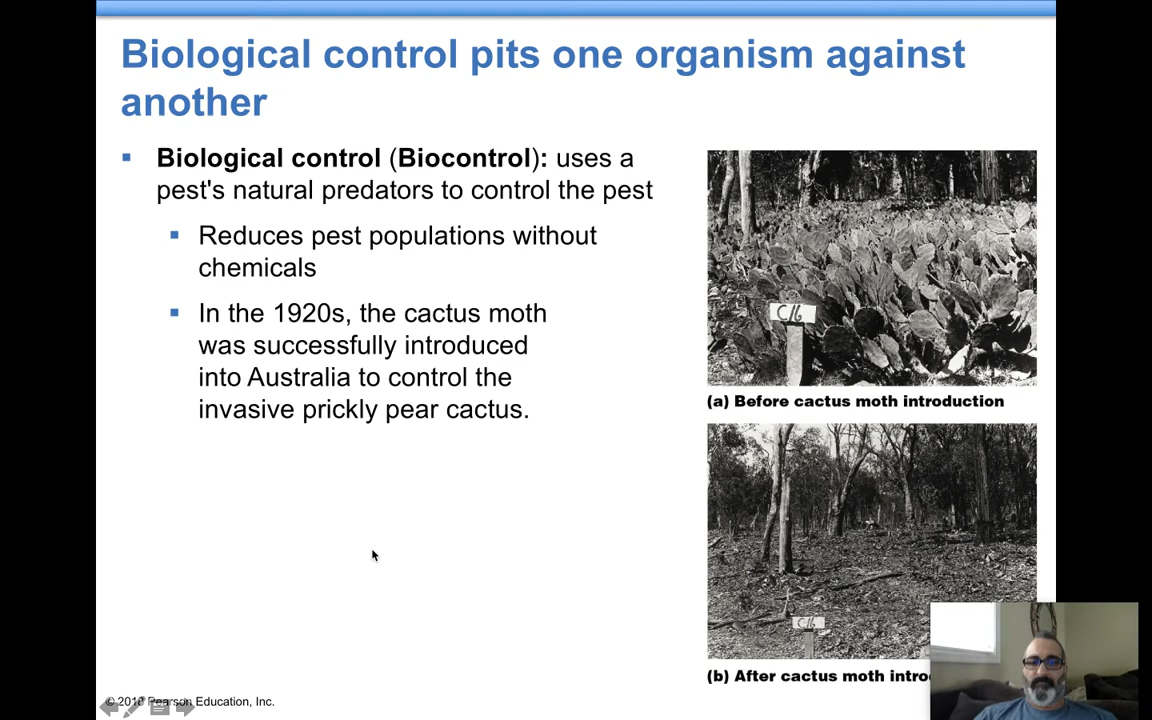 Biological control pits one organism against
another
Biological control (Biocontrol): uses a
pest's natural predators to control the pest
Reduces pest populations without
chemicals
In the 1920s, the cactus moth
was successfully introduced
into Australia to control the
invasive prickly pear cactus.
C16
(a) Before cactus moth introduction
C16
(b) After cactus moth intro
Pearson Education, Inc.